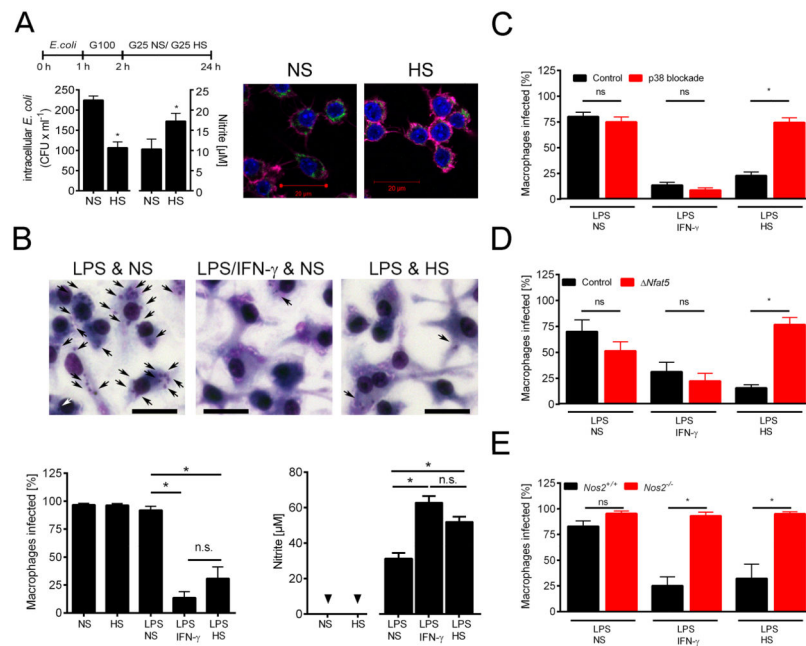 A
E.coli G100 G25 NS/ G25 HS
0 h 1 h 2 h 24 h
intracellular E. coli
(CFU x ml⁻¹)
250
200
150
100
50
0
*
NS HS
*
NS HS
25
20
15
10
5
0
Nitrite [µM]
NS HS
20 µm 20 µm
B
LPS & NS LPS/IFN-γ & NS LPS & HS
Macrophages infected [%]
100
75
50
25
0
*
*
n.s.
NS HS LPS LPS LPS
NS IFN-γ HS
Nitrite [µM]
80
60
40
20
0
*
* n.s.
NS HS LPS LPS LPS
NS IFN-γ HS
C
Macrophages infected [%]
100
75
50
25
0
Control p38 blockade
ns ns *
LPS LPS LPS
NS IFN-γ HS
D
Macrophages infected [%]
100
75
50
25
0
Control ΔNfat5
ns ns *
LPS LPS LPS
NS IFN-γ HS
E
Macrophages infected [%]
100
75
50
25
0
Nos2⁺/⁺ Nos2⁻/⁻
ns * *
LPS LPS LPS
NS IFN-γ HS